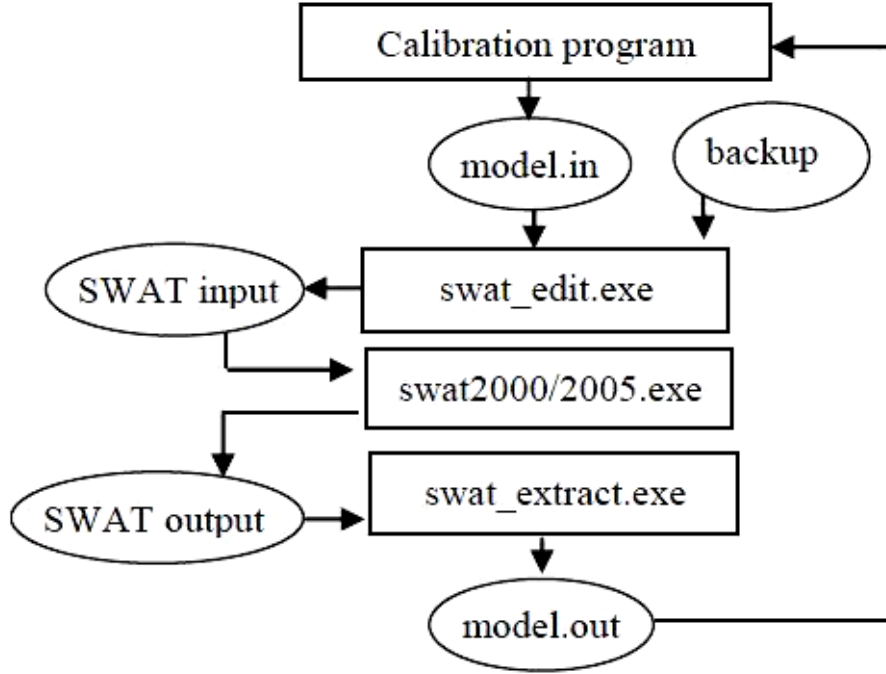 Calibration program
model.in
backup
SWAT input
swat_edit.exe
swat2000/2005.exe
SWAT output
swat_extract.exe
model.out